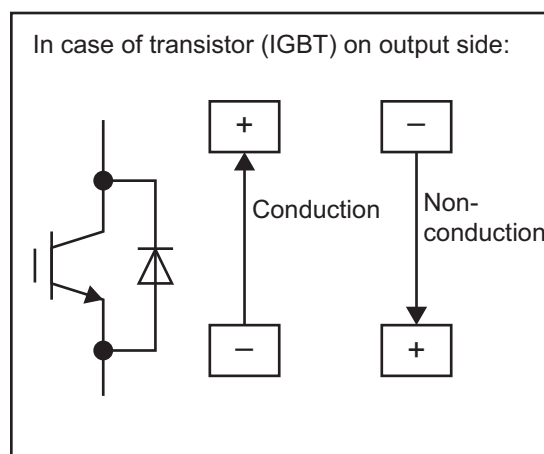 In case of transistor (IGBT) on output side:
+
−
Conduction
Non-
conduction
−
+